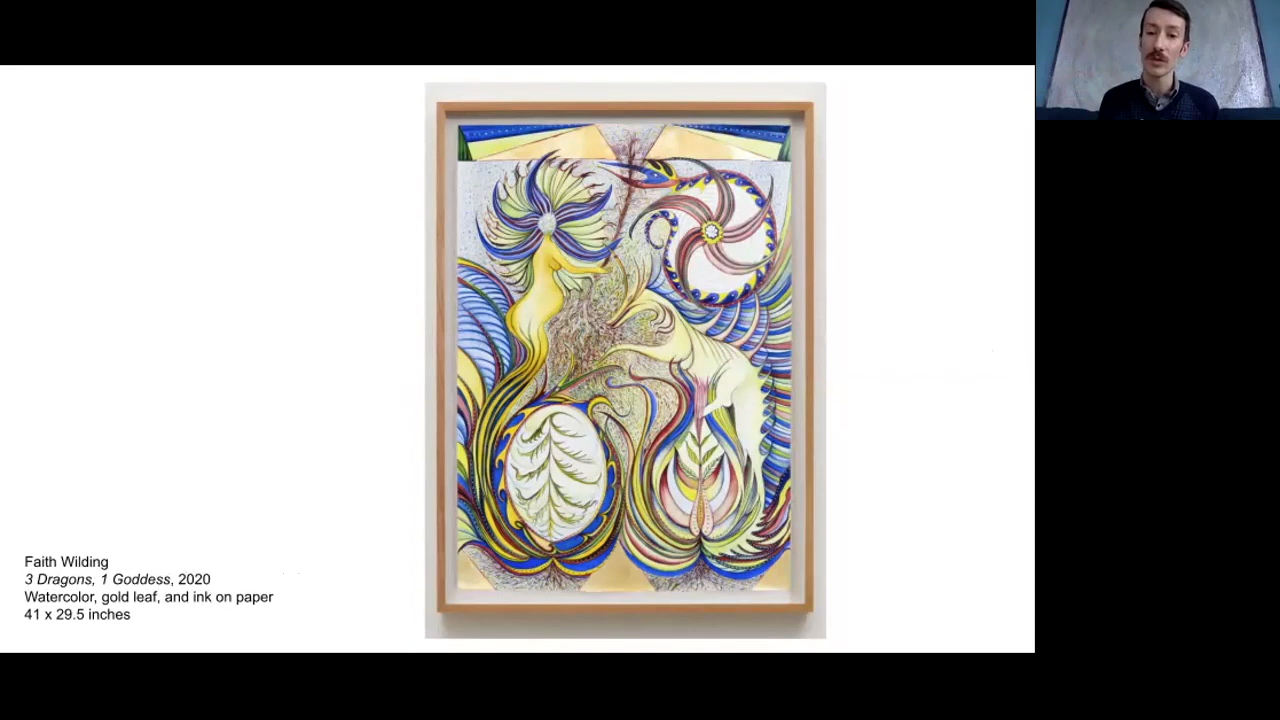 Faith Wilding
3 Dragons, 1 Goddess, 2020
Watercolor, gold leaf, and ink on paper
41 x 29.5 inches